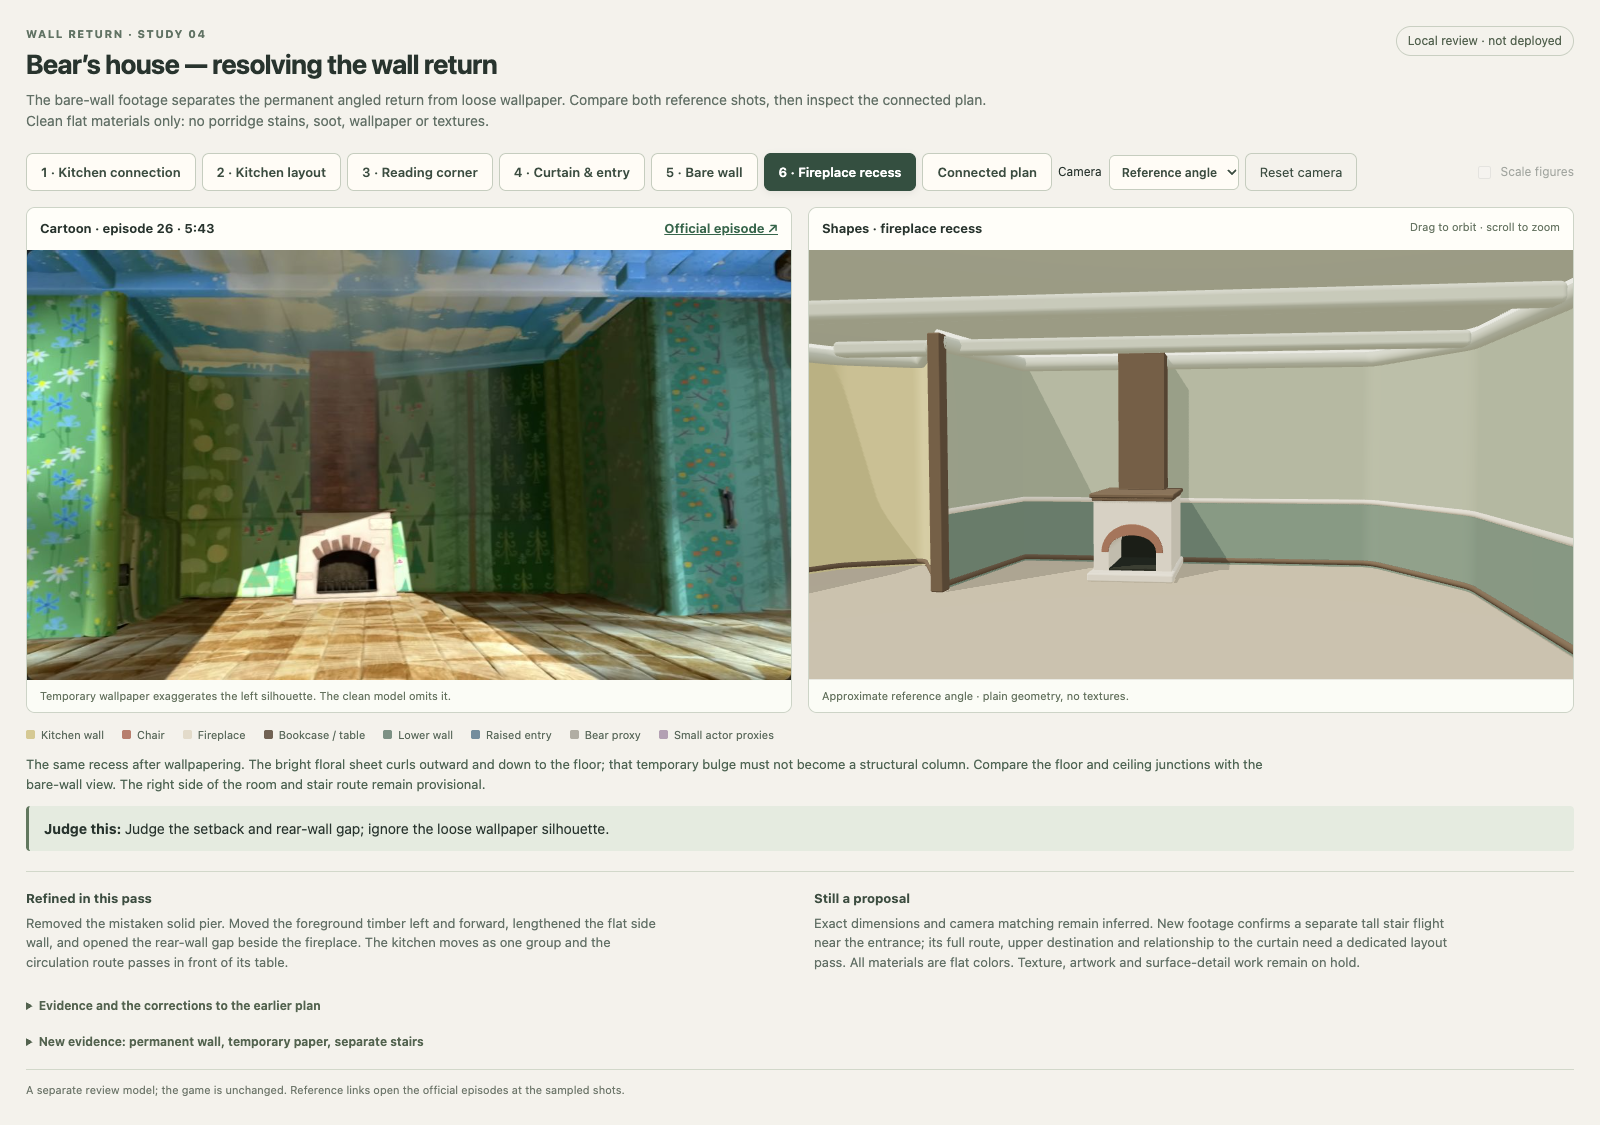 WALL RETURN · STUDY 04
Bear’s house — resolving the wall return
Local review · not deployed
The bare-wall footage separates the permanent angled return from loose wallpaper. Compare both reference shots, then inspect the connected plan.
Clean flat materials only: no porridge stains, soot, wallpaper or textures.
1 · Kitchen connection
2 · Kitchen layout
3 · Reading corner
4 · Curtain & entry
5 · Bare wall
6 · Fireplace recess
Connected plan
Camera
Reference angle
Reset camera
Scale figures
Cartoon · episode 26 · 5:43
Official episode ↗
Shapes · fireplace recess
Drag to orbit · scroll to zoom
Temporary wallpaper exaggerates the left silhouette. The clean model omits it.
Approximate reference angle · plain geometry, no textures.
Kitchen wall
Chair
Fireplace
Bookcase / table
Lower wall
Raised entry
Bear proxy
Small actor proxies
The same recess after wallpapering. The bright floral sheet curls outward and down to the floor; that temporary bulge must not become a structural column. Compare the floor and ceiling junctions with the
bare-wall view. The right side of the room and stair route remain provisional.
Judge this: Judge the setback and rear-wall gap; ignore the loose wallpaper silhouette.
Refined in this pass
Removed the mistaken solid pier. Moved the foreground timber left and forward, lengthened the flat side
wall, and opened the rear-wall gap beside the fireplace. The kitchen moves as one group and the
circulation route passes in front of its table.
Still a proposal
Exact dimensions and camera matching remain inferred. New footage confirms a separate tall stair flight
near the entrance; its full route, upper destination and relationship to the curtain need a dedicated layout
pass. All materials are flat colors. Texture, artwork and surface-detail work remain on hold.
Evidence and the corrections to the earlier plan
New evidence: permanent wall, temporary paper, separate stairs
A separate review model; the game is unchanged. Reference links open the official episodes at the sampled shots.